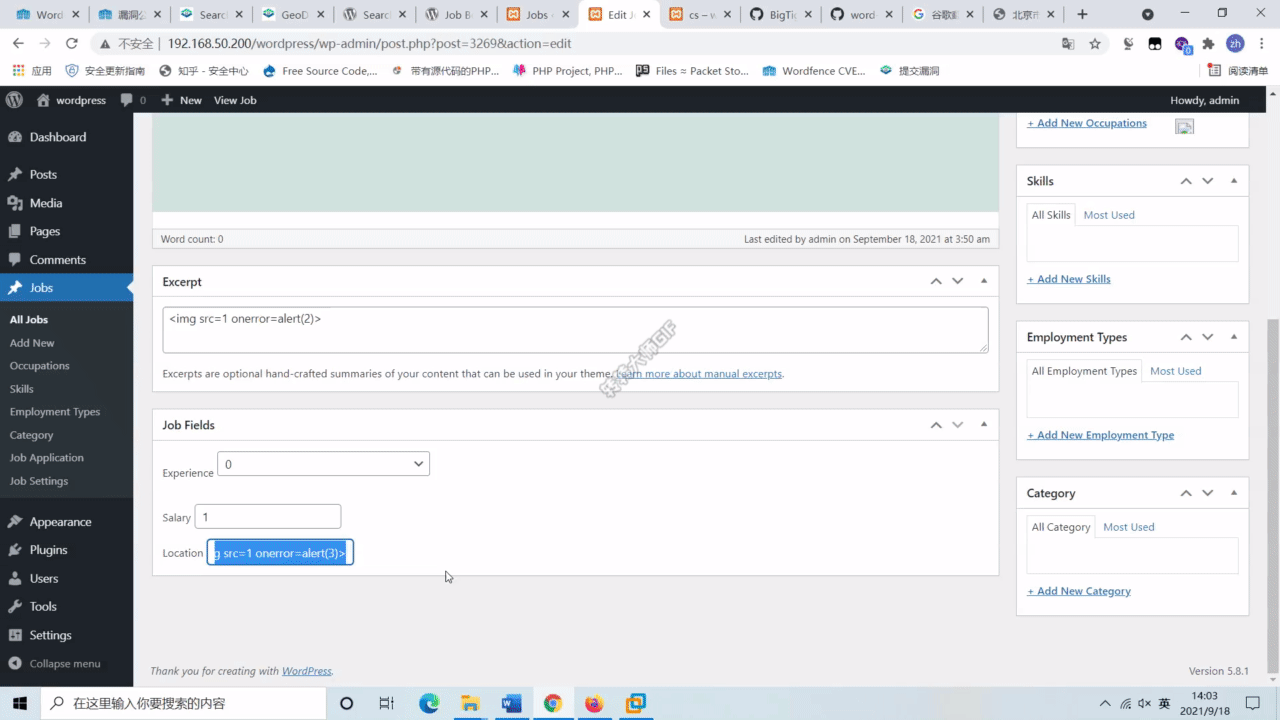 Wor
漏洞公
Searc
GeoD
Searc
Job B
Jobs
Edit J
cs – v
BigTi
word
谷歌
北京
不安全
192.168.50.200/wordpress/wp-admin/post.php?post=3269&action=edit
zh
应用
安全更新指南
知乎 - 安全中心
Free Source Code,...
带有源代码的PHP...
PHP Project, PHP...
Files ≈ Packet Sto...
Wordfence CVE...
提交漏洞
阅读清单
wordpress
0
New
View Job
Howdy, admin
Dashboard
Posts
Media
Pages
Comments
Jobs
All Jobs
Add New
Occupations
Skills
Employment Types
Category
Job Application
Job Settings
Appearance
Plugins
Users
Tools
Settings
Collapse menu
Word count: 0
Last edited by admin on September 18, 2021 at 3:50 am
Excerpt
<img src=1 onerror=alert(2)>
Excerpts are optional hand-crafted summaries of your content that can be used in your theme. Learn more about manual excerpts.
转转大师GIF
Job Fields
Experience
0
Salary
1
Location
g src=1 onerror=alert(3)>
+ Add New Occupations
Skills
All Skills
Most Used
+ Add New Skills
Employment Types
All Employment Types
Most Used
+ Add New Employment Type
Category
All Category
Most Used
+ Add New Category
Thank you for creating with WordPress.
Version 5.8.1
在这里输入你要搜索的内容
英
14:03
2021/9/18